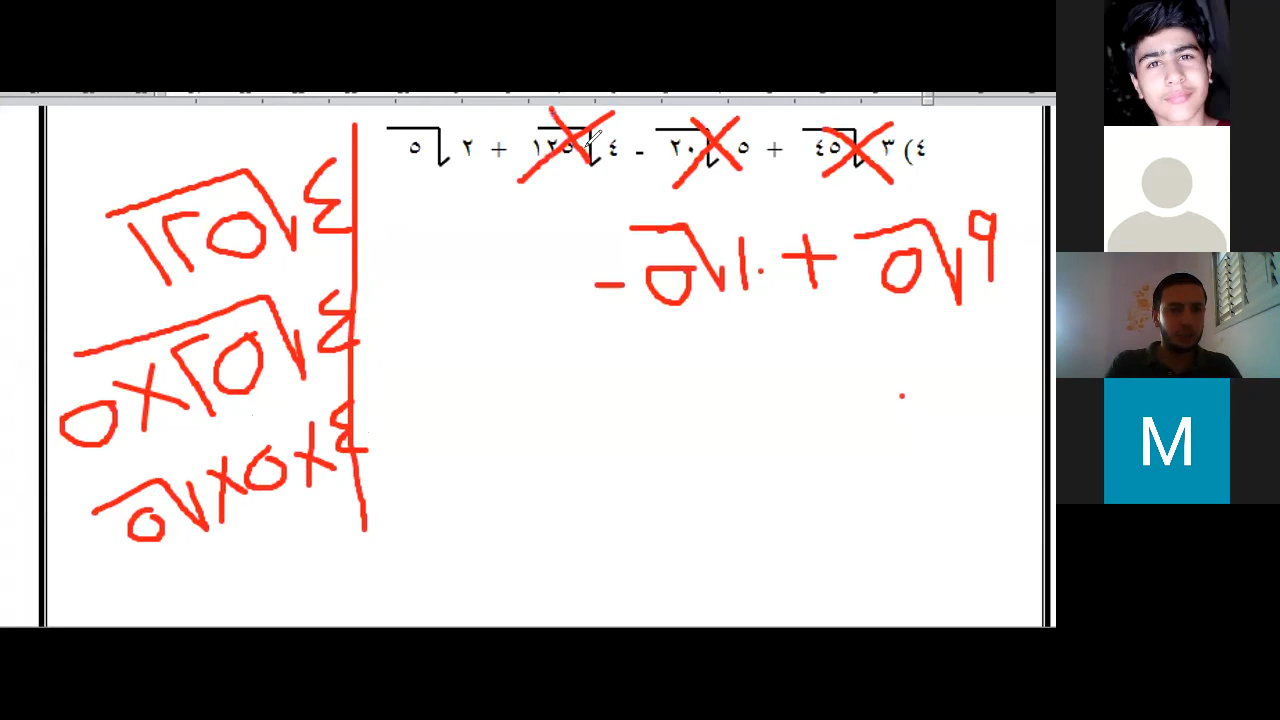 ٤) ٣ √٤٥ + ٥ √٢٠ - ٤ √١٢٥ + ٢ √٥
٩√٥ + ١٠√٥ -
٤√١٢٥
٤√٢٥×٥
٤×٥×√٥
M